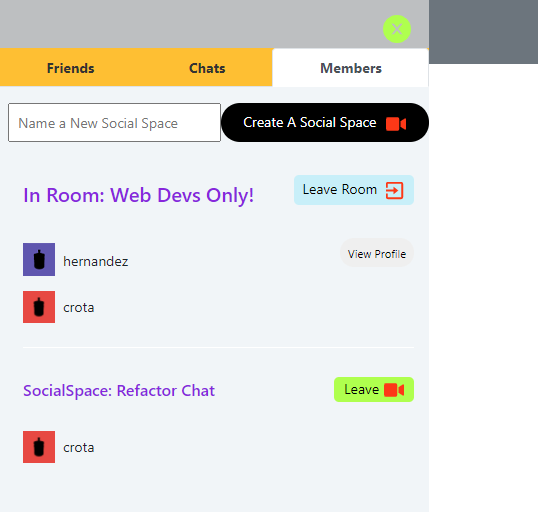 Friends Chats Members
Name a New Social Space Create A Social Space
In Room: Web Devs Only! Leave Room
hernandez View Profile
crota
SocialSpace: Refactor Chat Leave
crota